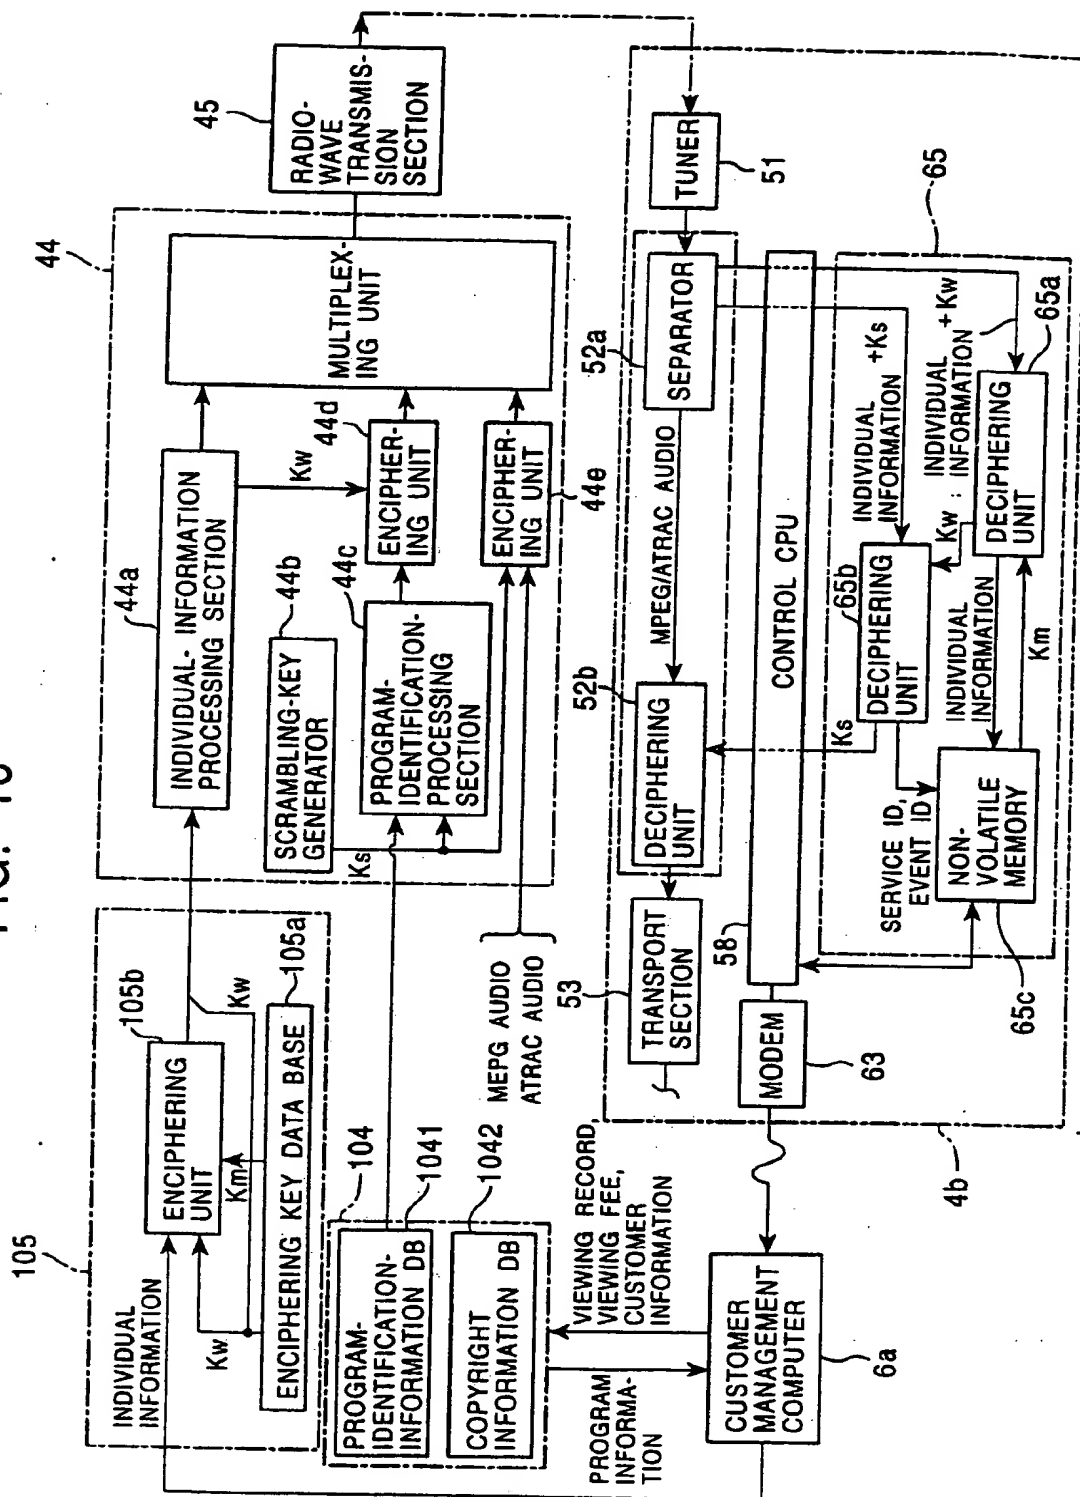 105
INDIVIDUAL
INFORMATION
105b
ENCIPHERING
UNIT
Kw
Km
Kw
105a
ENCIPHERING KEY DATA BASE
104
PROGRAM-
IDENTIFICATION-
INFORMATION DB
1041
COPYRIGHT
INFORMATION DB
1042
44
44a
INDIVIDUAL- INFORMATION
PROCESSING SECTION
Kw
44b
SCRAMBLING-KEY
GENERATOR
Ks
44c
PROGRAM-
IDENTIFICATION-
PROCESSING
SECTION
44d
ENCIPHER-
ING UNIT
ENCIPHER-
ING UNIT
44e
MULTIPLEX-
ING UNIT
45
RADIO-
WAVE
TRANSMIS-
SION
SECTION
MEPG AUDIO
ATRAC AUDIO
PROGRAM
INFORMA-
TION
VIEWING RECORD,
VIEWING FEE,
CUSTOMER
INFORMATION
CUSTOMER
MANAGEMENT
COMPUTER
6a
4b
53
TRANSPORT
SECTION
52b
DECIPHERING
UNIT
MPEG/ATRAC AUDIO
52a
SEPARATOR
TUNER
51
58
MODEM
63
CONTROL CPU
Ks
65
65b
DECIPHERING
UNIT
INDIVIDUAL
INFORMATION +Ks
INDIVIDUAL
Kw : INFORMATION +Kw
65a
DECIPHERING
UNIT
SERVICE ID,
EVENT ID
INDIVIDUAL
INFORMATION
Km
NON-
VOLATILE
MEMORY
65c